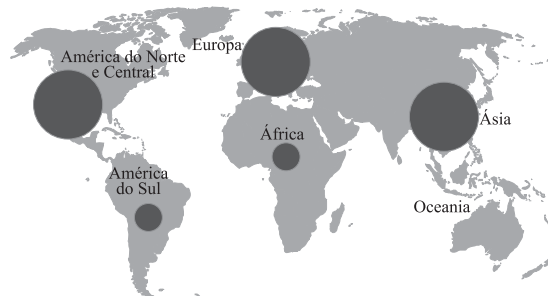 América do Norte
e Central
Europa
Ásia
África
América
do Sul
Oceania